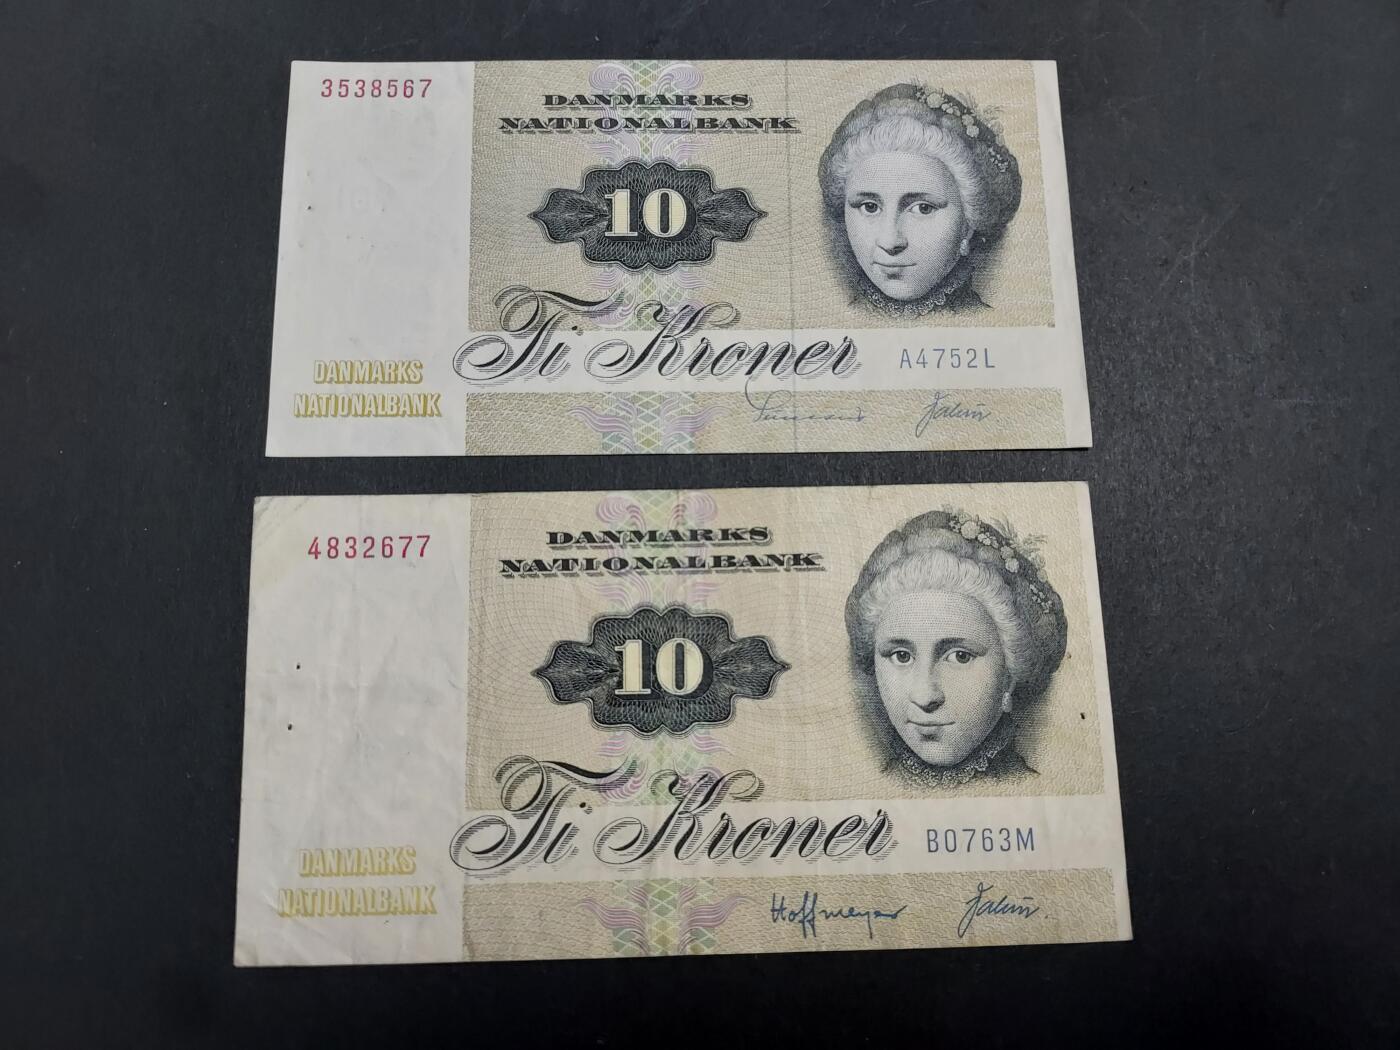 3538567
DANMARKS
NATIONALBANK
10
Ti Kroner
A4752L
DANMARKS
NATIONALBANK
4832677
DANMARKS
NATIONALBANK
10
Ti Kroner
B0763M
DANMARKS
NATIONALBANK
Hoffmeyer